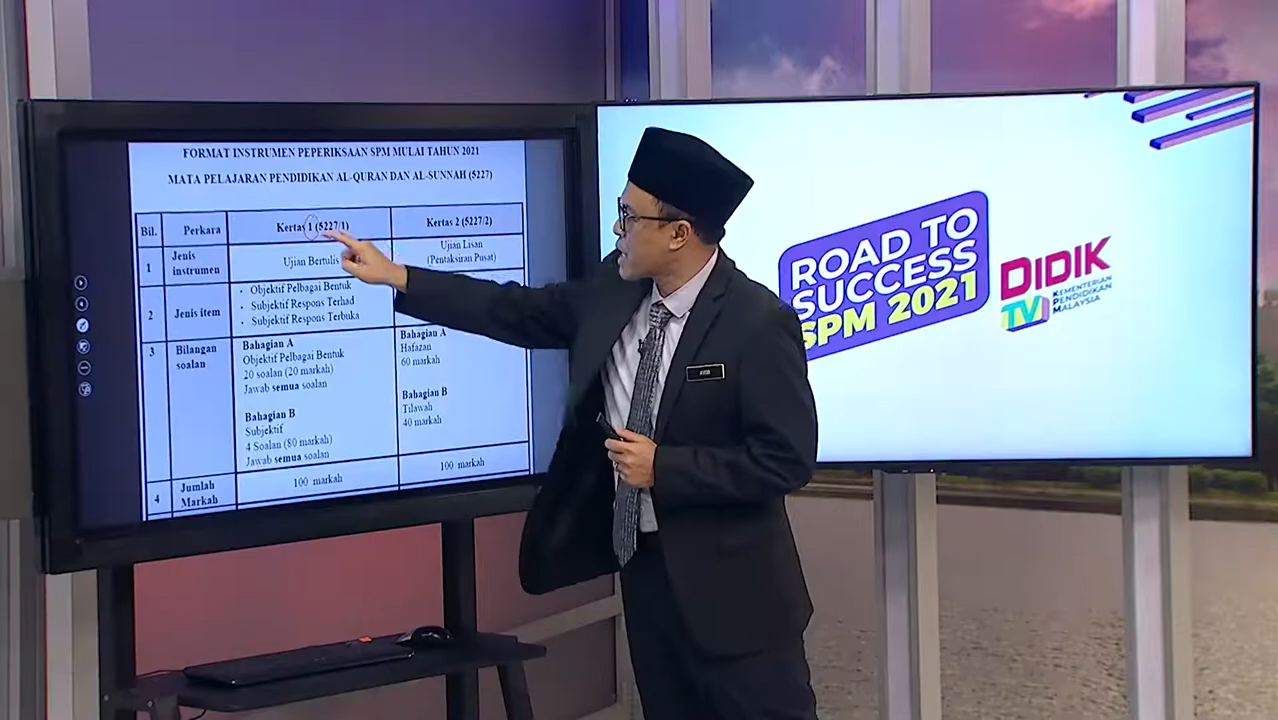 FORMAT INSTRUMEN PEPERIKSAAN SPM MULAI TAHUN 2021
MATA PELAJARAN PENDIDIKAN AL-QURAN DAN AL-SUNNAH (5227)
Bil. Perkara Kertas 1 (5227/1) Kertas 2 (5227/2)
1 Jenis instrumen Ujian Bertulis Ujian Lisan (Pentaksiran Pusat)
2 Jenis item
• Objektif Pelbagai Bentuk
• Subjektif Respons Terhad
• Subjektif Respons Terbuka
3 Bilangan soalan
Bahagian A
Objektif Pelbagai Bentuk
20 soalan (20 markah)
Jawab semua soalan
Bahagian B
Subjektif
4 Soalan (80 markah)
Jawab semua soalan
Bahagian A
Hafazan
60 markah
Bahagian B
Tilawah
40 markah
4 Jumlah Markah 100 markah 100 markah
ROAD TO
SUCCESS
SPM 2021
DIDIK
TV
KEMENTERIAN
PENDIDIKAN
MALAYSIA